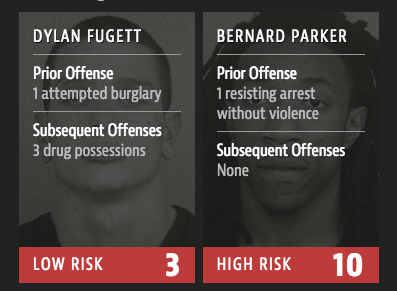 DYLAN FUGETT
Prior Offense
1 attempted burglary
Subsequent Offenses
3 drug possessions
LOW RISK 3
BERNARD PARKER
Prior Offense
1 resisting arrest
without violence
Subsequent Offenses
None
HIGH RISK 10